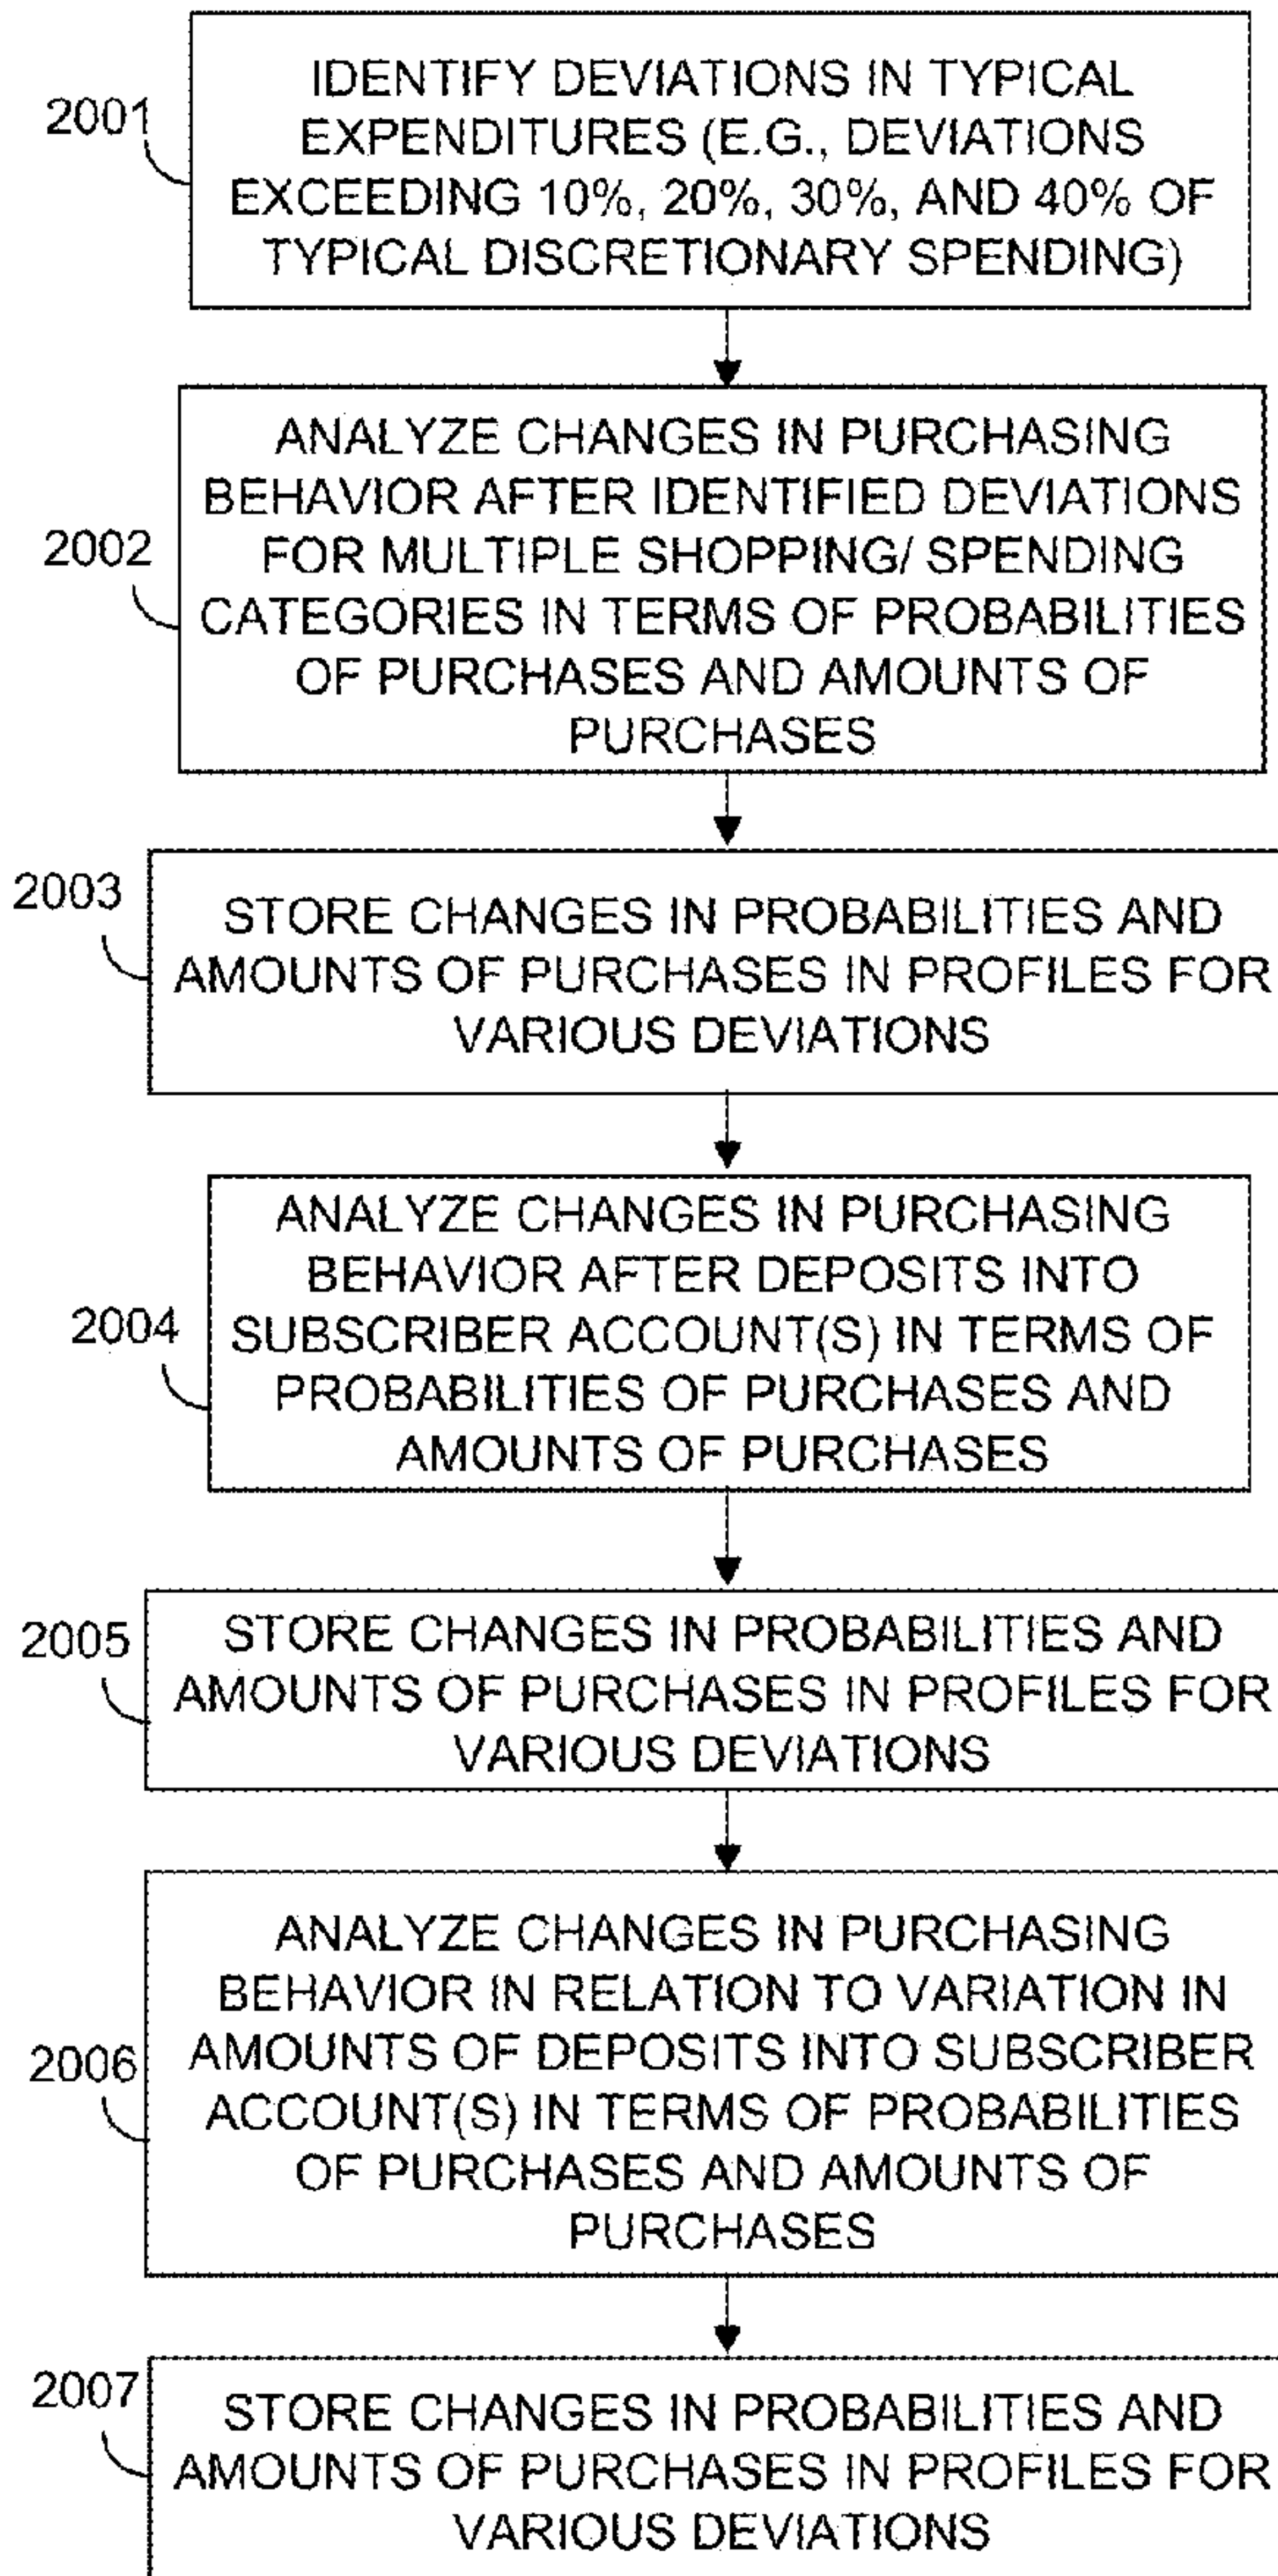 IDENTIFY DEVIATIONS IN TYPICAL
2001
EXPENDITURES (E.G., DEVIATIONS
EXCEEDING 10%, 20%, 30%, AND 40% OF
TYPICAL DISCRETIONARY SPENDING)
ANALYZE CHANGES IN PURCHASING
BEHAVIOR AFTER IDENTIFIED DEVIATIONS
2002
FOR MULTIPLE SHOPPING/ SPENDING
CATEGORIES IN TERMS OF PROBABILITIES
OF PURCHASES AND AMOUNTS OF
PURCHASES
2003
STORE CHANGES IN PROBABILITIES AND
AMOUNTS OF PURCHASES IN PROFILES FOR
VARIOUS DEVIATIONS
ANALYZE CHANGES IN PURCHASING
BEHAVIOR AFTER DEPOSITS INTO
2004
SUBSCRIBER ACCOUNT(S) IN TERMS OF
PROBABILITIES OF PURCHASES AND
AMOUNTS OF PURCHASES
2005
STORE CHANGES IN PROBABILITIES AND
AMOUNTS OF PURCHASES IN PROFILES FOR
VARIOUS DEVIATIONS
ANALYZE CHANGES IN PURCHASING
BEHAVIOR IN RELATION TO VARIATION IN
2006
AMOUNTS OF DEPOSITS INTO SUBSCRIBER
ACCOUNT(S) IN TERMS OF PROBABILITIES
OF PURCHASES AND AMOUNTS OF
PURCHASES
2007
STORE CHANGES IN PROBABILITIES AND
AMOUNTS OF PURCHASES IN PROFILES FOR
VARIOUS DEVIATIONS